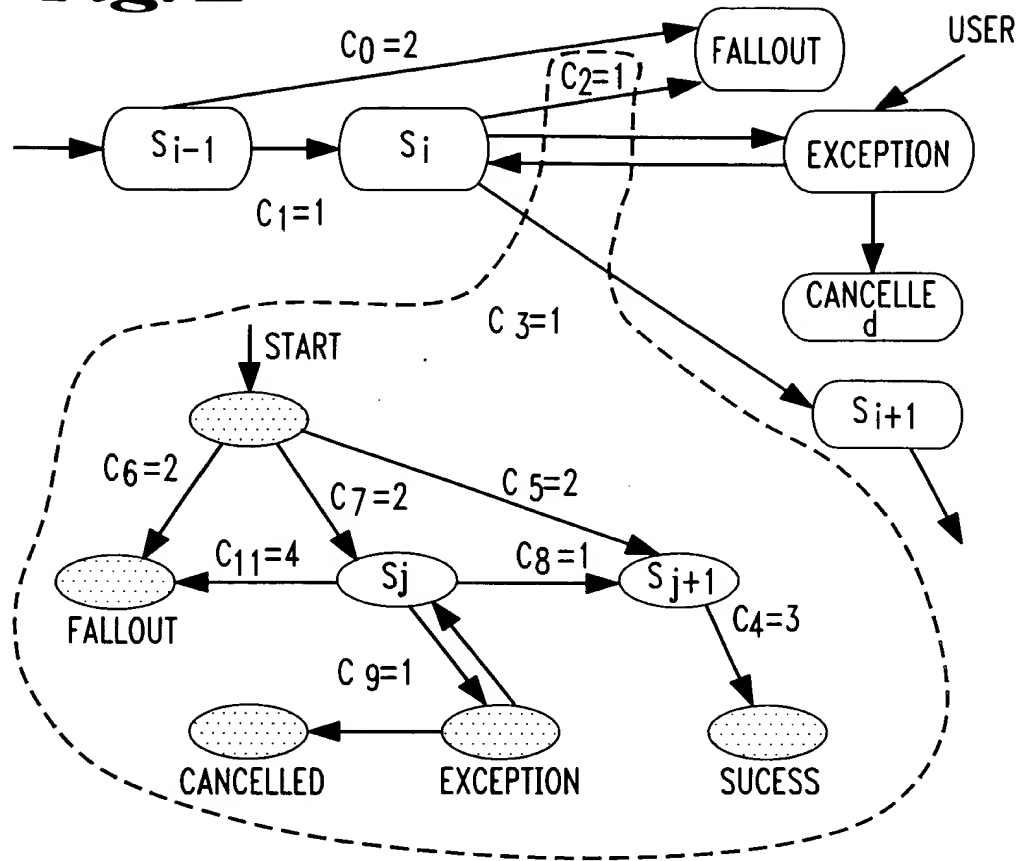 C0=2
FALLOUT
USER
C2=1
Si-1
Si
EXCEPTION
C1=1
CANCELLE
d
C 3=1
START
Si+1
C6=2
C7=2
C 5=2
C11=4
Sj
C8=1
Sj+1
FALLOUT
C4=3
C 9=1
CANCELLED
EXCEPTION
SUCESS